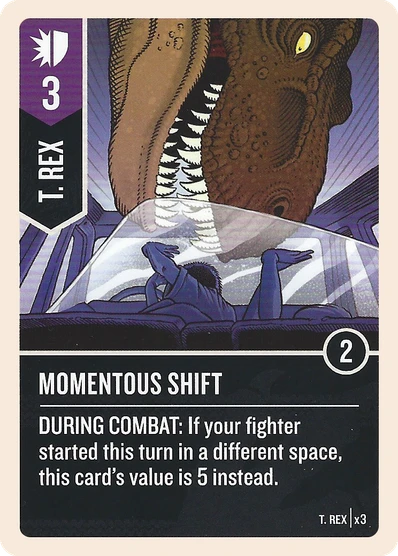 3
T. REX
2
MOMENTOUS SHIFT
DURING COMBAT: If your fighter
started this turn in a different space,
this card's value is 5 instead.
T. REX | x3